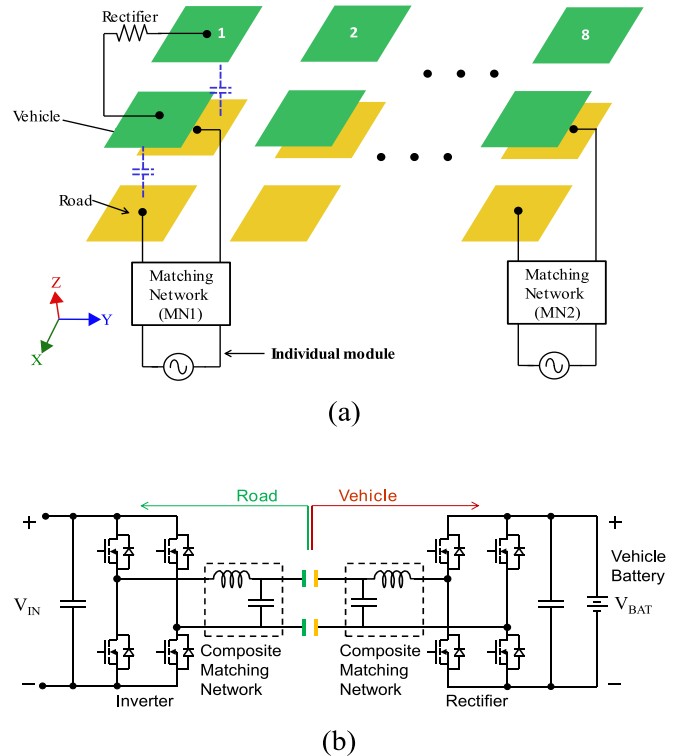 Rectifier
1
2
8
Vehicle
Road
Z
Y
X
Matching
Network
(MN1)
Matching
Network
(MN2)
Individual module
(a)
Road
Vehicle
+
+
V_IN
Vehicle
Battery
V_BAT
Composite
Matching
Network
Composite
Matching
Network
−
−
Inverter
Rectifier
(b)